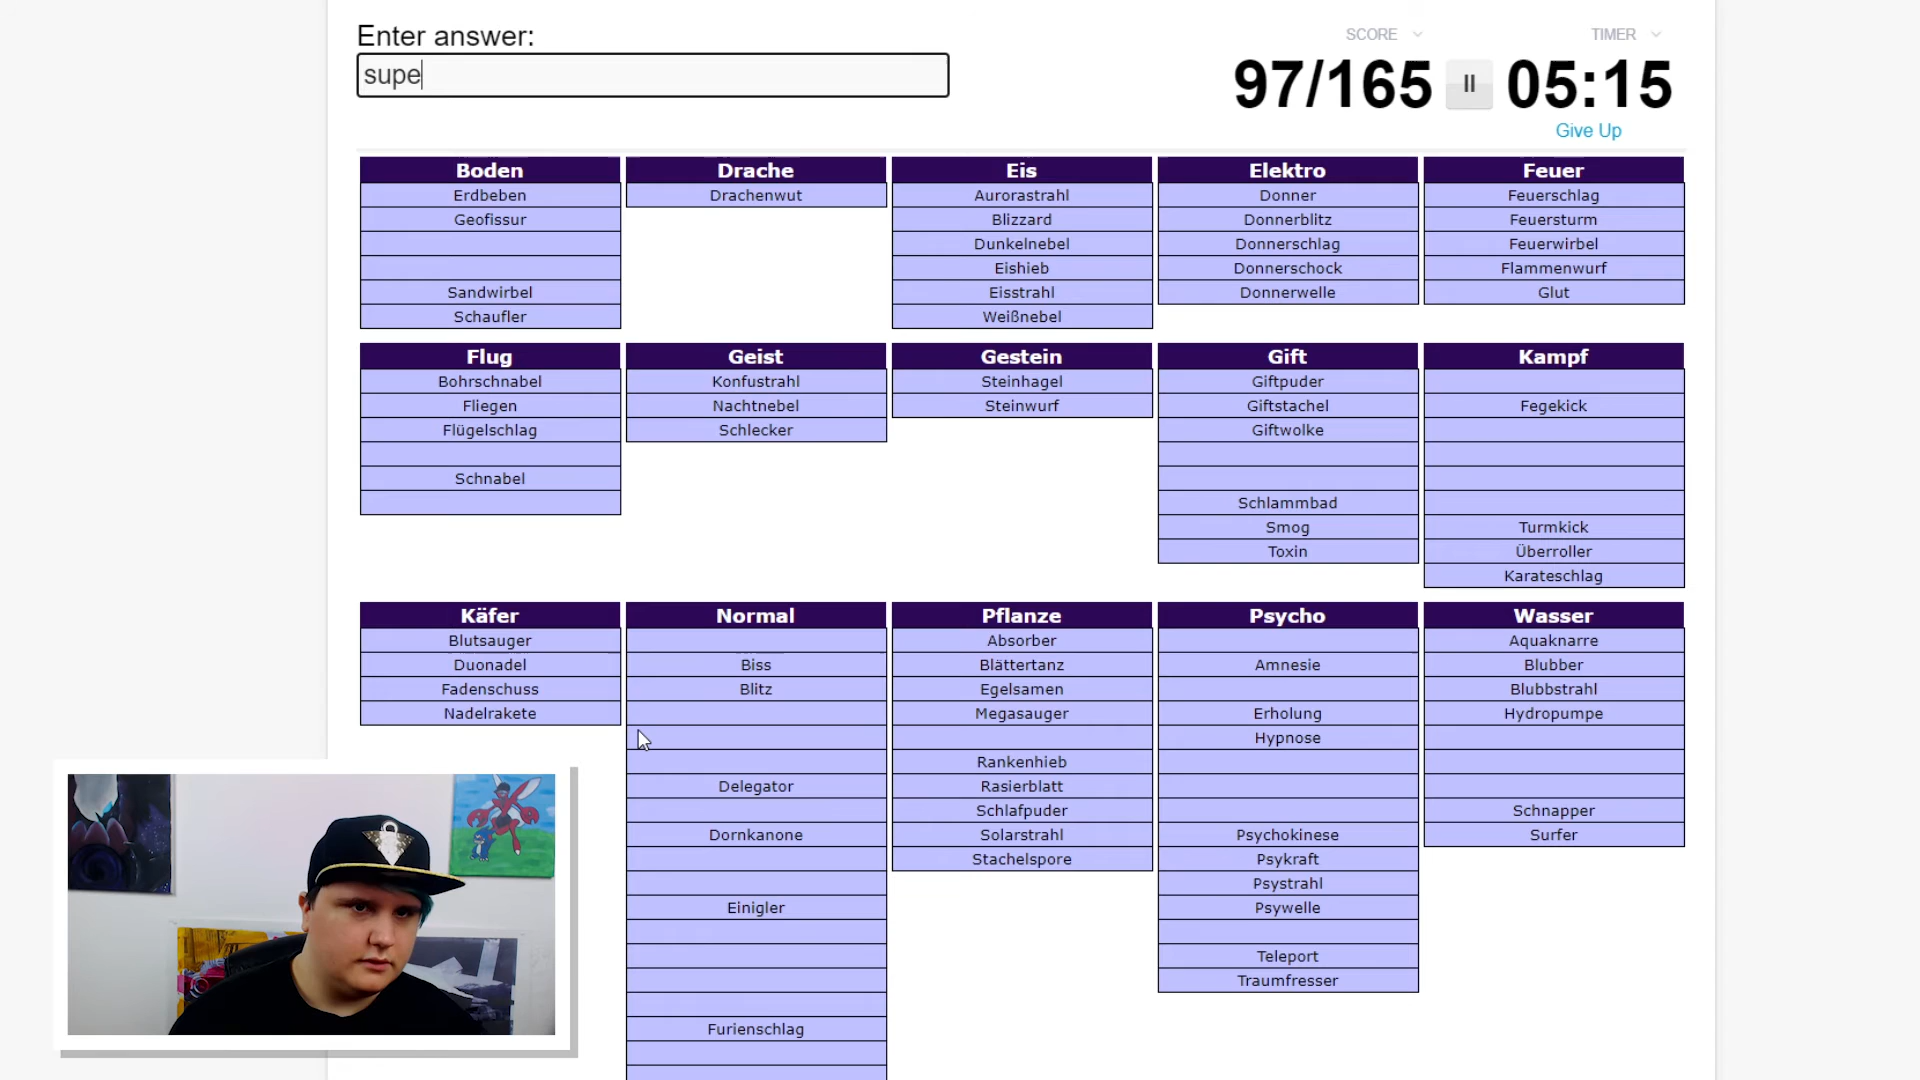 Enter answer:
supe
SCORE
TIMER
97/165
05:15
Give Up
Boden
Erdbeben
Geofissur
Sandwirbel
Schaufler
Drache
Drachenwut
Eis
Aurorastrahl
Blizzard
Dunkelnebel
Eishieb
Eisstrahl
Weißnebel
Elektro
Donner
Donnerblitz
Donnerschlag
Donnerschock
Donnerwelle
Feuer
Feuerschlag
Feuersturm
Feuerwirbel
Flammenwurf
Glut
Flug
Bohrschnabel
Fliegen
Flügelschlag
Schnabel
Geist
Konfustrahl
Nachtnebel
Schlecker
Gestein
Steinhagel
Steinwurf
Gift
Giftpuder
Giftstachel
Giftwolke
Schlammbad
Smog
Toxin
Kampf
Fegekick
Turmkick
Überroller
Karateschlag
Käfer
Blutsauger
Duonadel
Fadenschuss
Nadelrakete
Normal
Biss
Blitz
Delegator
Dornkanone
Einigler
Furienschlag
Pflanze
Absorber
Blättertanz
Egelsamen
Megasauger
Rankenhieb
Rasierblatt
Schlafpuder
Solarstrahl
Stachelspore
Psycho
Amnesie
Erholung
Hypnose
Psychokinese
Psykraft
Psystrahl
Psywelle
Teleport
Traumfresser
Wasser
Aquaknarre
Blubber
Blubbstrahl
Hydropumpe
Schnapper
Surfer